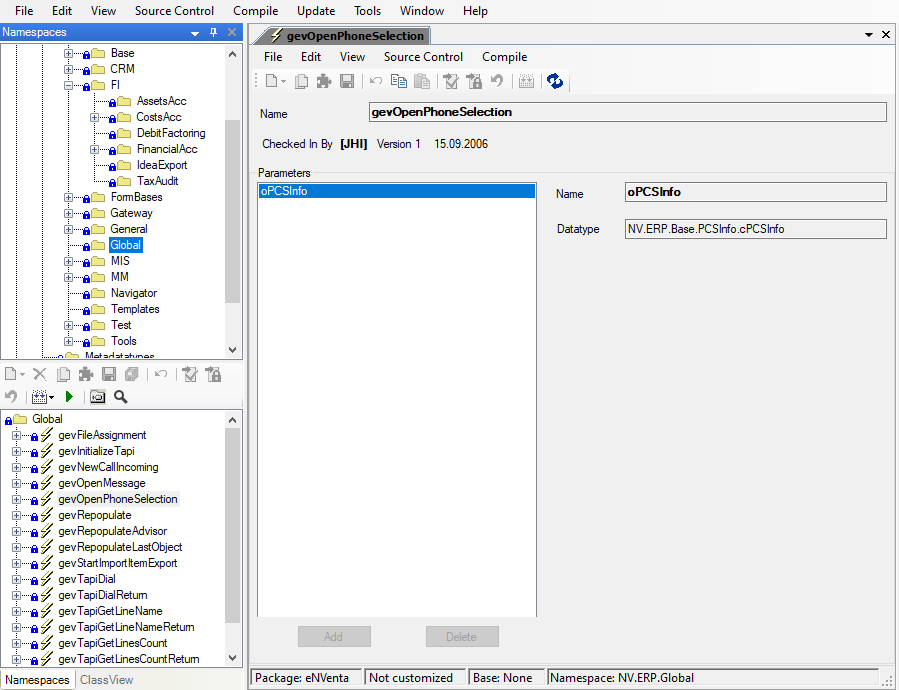 File Edit View Source Control Compile Update Tools Window Help
Namespaces
Base
CRM
FI
AssetsAcc
CostsAcc
DebitFactoring
FinancialAcc
IdeaExport
TaxAudit
FormBases
Gateway
General
Global
MIS
MM
Navigator
Templates
Test
Tools
Metadatatypes
Global
gevFileAssignment
gevInitializeTapi
gevNewCallIncoming
gevOpenMessage
gevOpenPhoneSelection
gevRepopulate
gevRepopulateAdvisor
gevRepopulateLastObject
gevStartImportItemExport
gevTapiDial
gevTapiDialReturn
gevTapiGetLineName
gevTapiGetLineNameReturn
gevTapiGetLinesCount
gevTapiGetLinesCountReturn
Namespaces ClassView
gevOpenPhoneSelection
File Edit View Source Control Compile
Name gevOpenPhoneSelection
Checked In By [JHI] Version 1 15.09.2006
Parameters
oPCSInfo
Name oPCSInfo
Datatype NV.ERP.Base.PCSInfo.cPCSInfo
Add Delete
Package: eNVenta Not customized Base: None Namespace: NV.ERP.Global